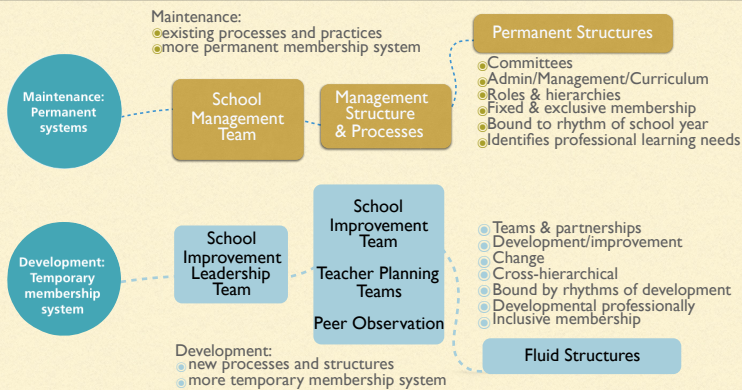 Maintenance:
existing processes and practices
more permanent membership system
Permanent Structures
Committees
Admin/Management/Curriculum
Roles & hierarchies
Fixed & exclusive membership
Bound to rhythm of school year
Identifies professional learning needs
Maintenance:
Permanent
systems
School
Management
Team
Management
Structure
& Processes
Development:
Temporary
membership
system
School
Improvement
Leadership
Team
School
Improvement
Team
Teacher Planning
Teams
Peer Observation
Teams & partnerships
Development/improvement
Change
Cross-hierarchical
Bound by rhythms of development
Developmental professionally
Inclusive membership
Fluid Structures
Development:
new processes and structures
more temporary membership system